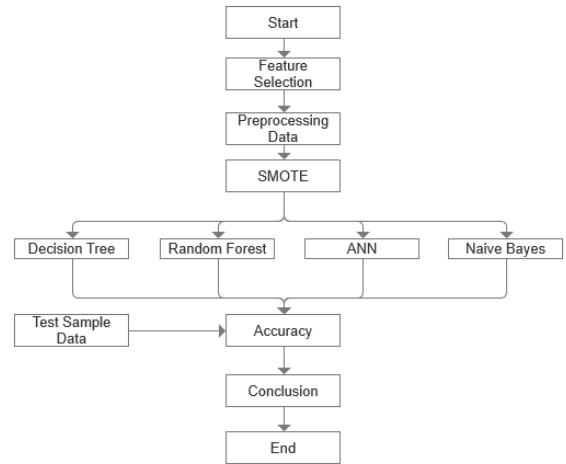 Start
Feature
Selection
Preprocessing
Data
SMOTE
Decision Tree
Random Forest
ANN
Naive Bayes
Test Sample
Data
Accuracy
Conclusion
End